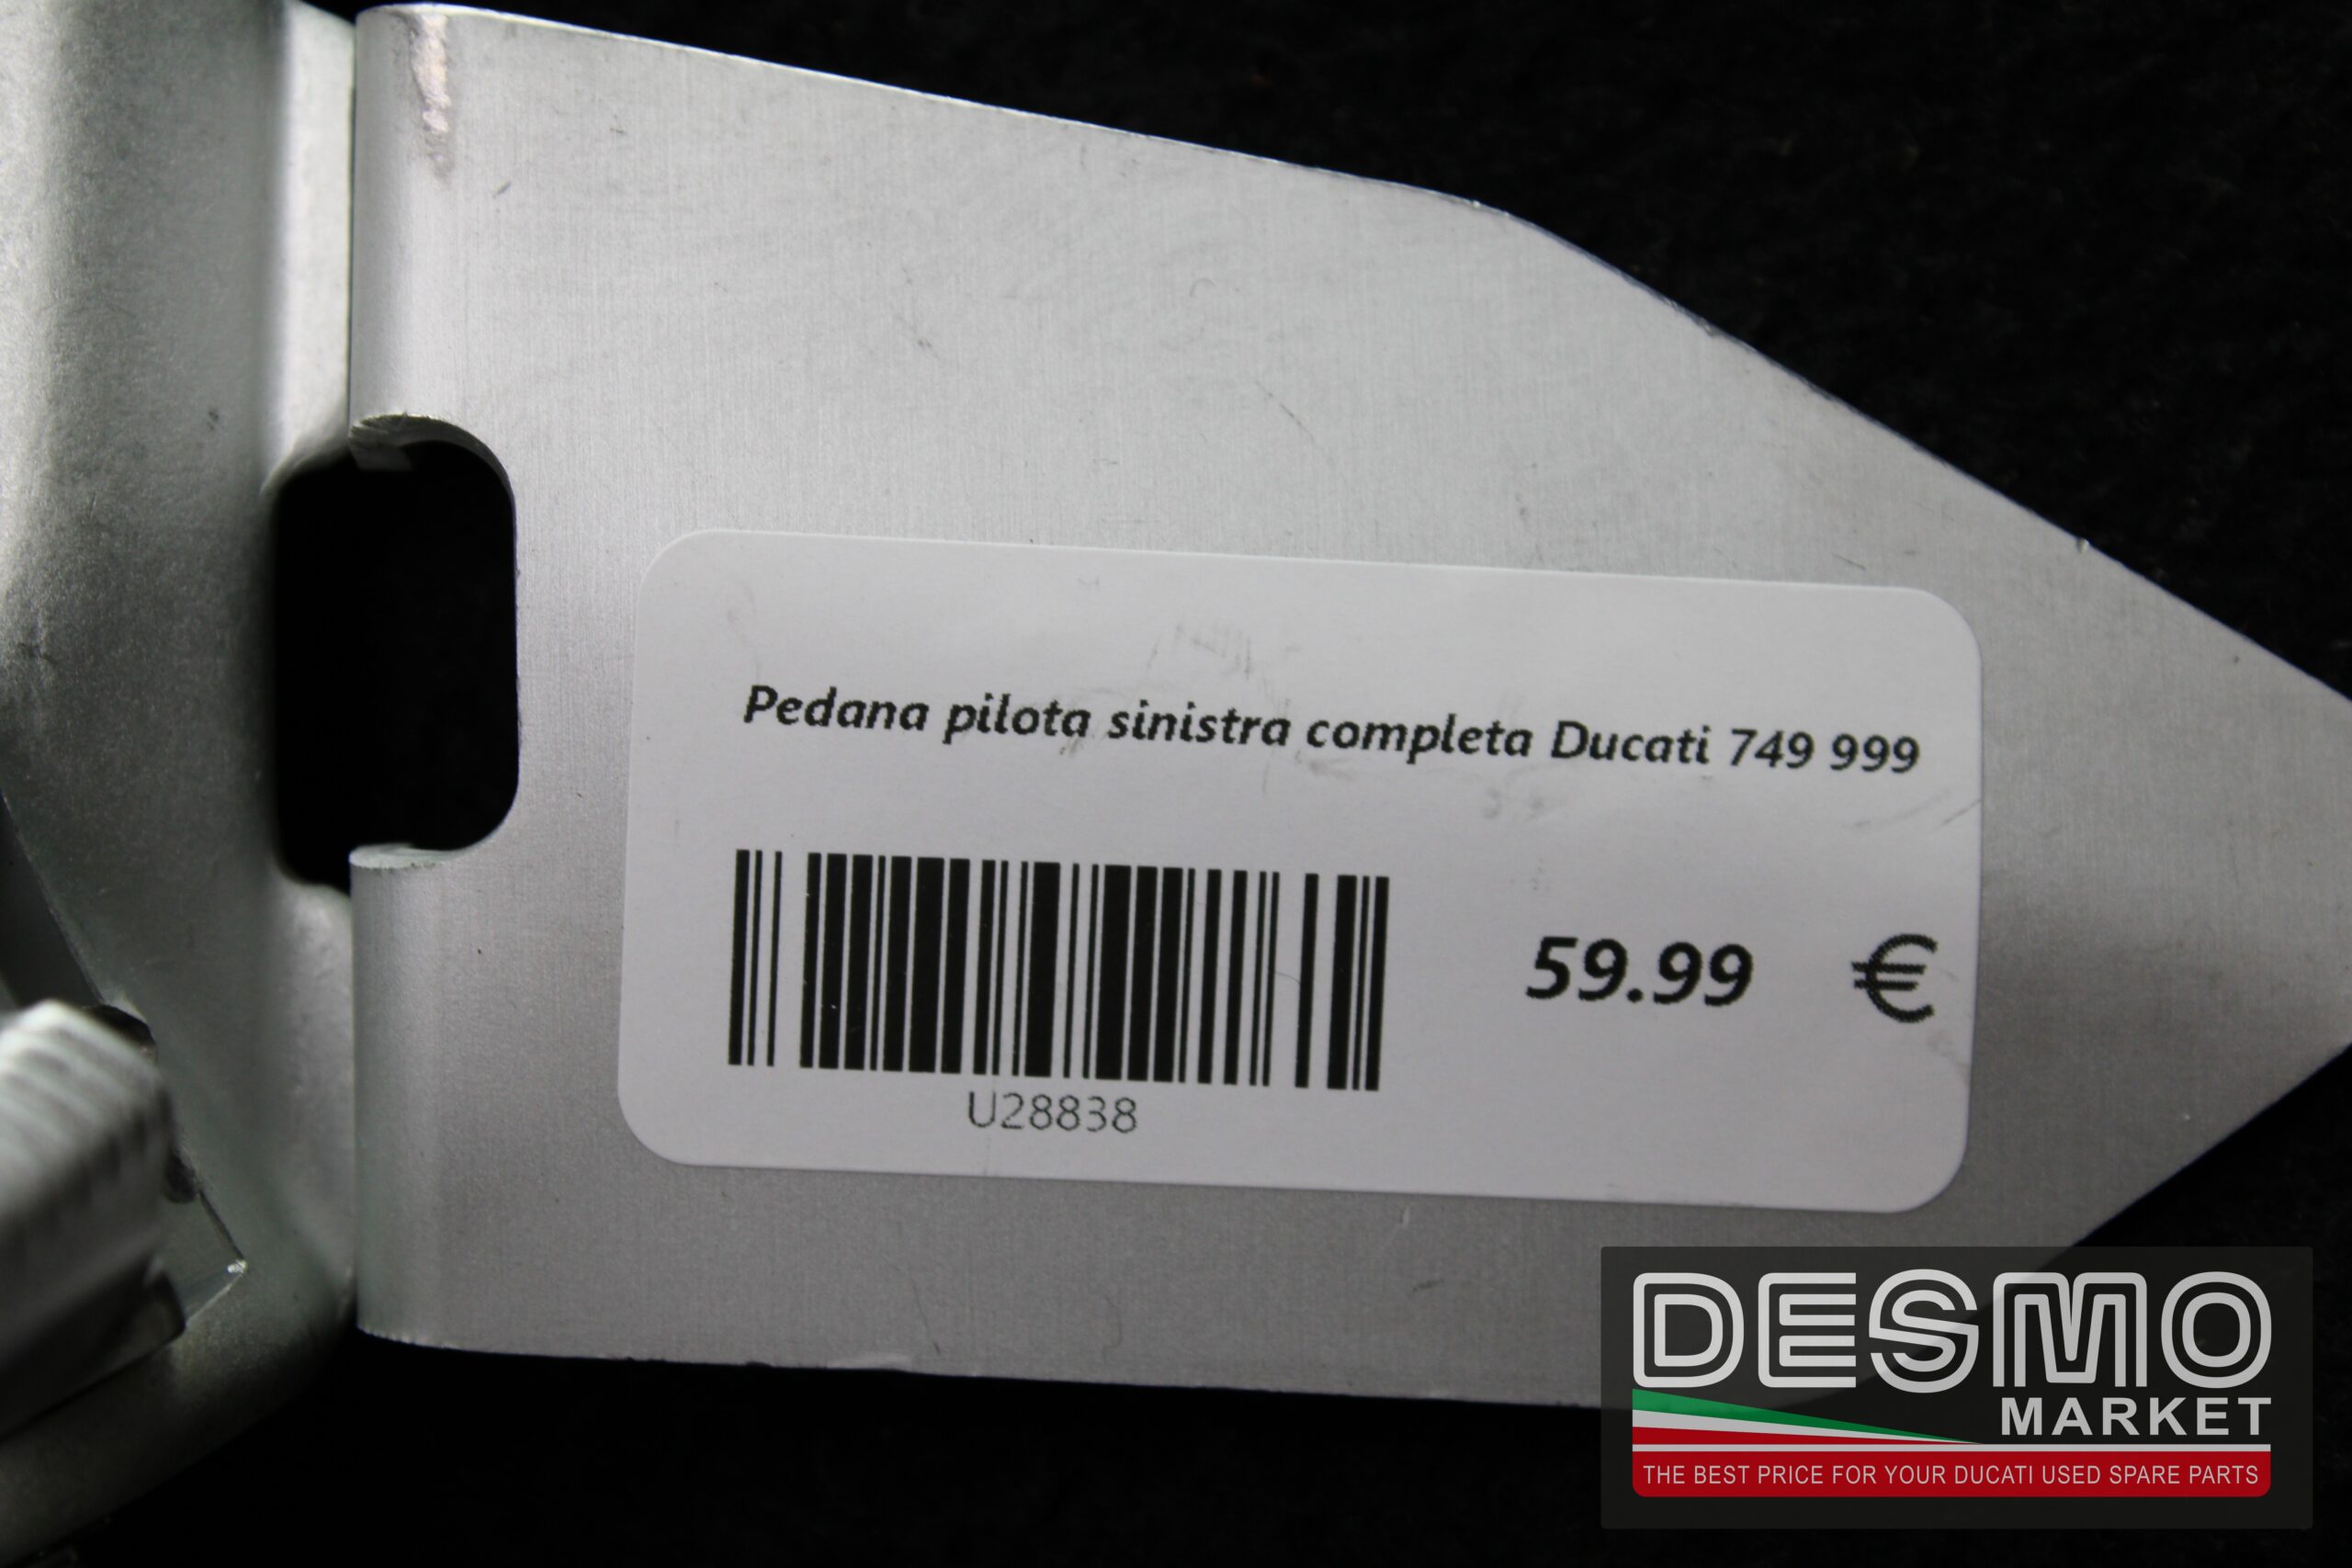 Pedana pilota sinistra completa Ducati 749 999
59.99 €
U28838
DESMO
MARKET
THE BEST PRICE FOR YOUR DUCATI USED SPARE PARTS